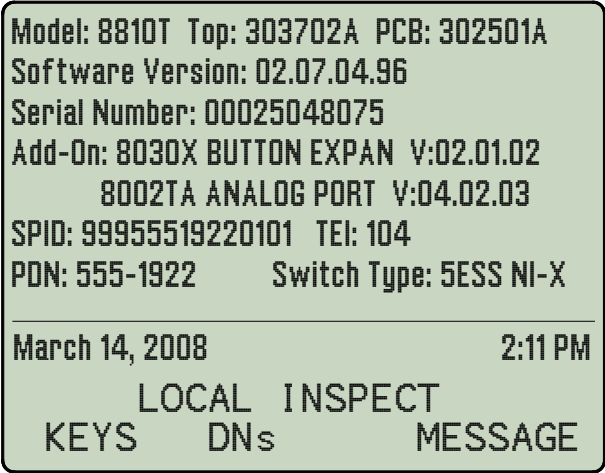 Model: 8810T Top: 303702A PCB: 302501A
Software Version: 02.07.04.96
Serial Number: 00025048075
Add-On: 8030X BUTTON EXPAN V:02.01.02
8002TA ANALOG PORT V:04.02.03
SPID: 99955519220101 TEI: 104
PDN: 555-1922 Switch Type: 5ESS NI-X
March 14, 2008 2:11 PM
LOCAL INSPECT
KEYS DNs MESSAGE